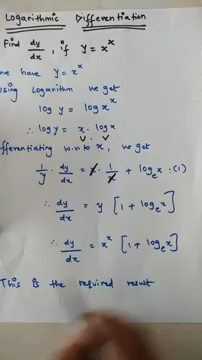 Logarithmic Differentiation
Find dy/dx, if y = x^x
we have y = x^x
using Logarithm we get
log y = log x^x
∴ log y = x · log x
Differentiating w.r.to x, we get
1/y · dy/dx = x · 1/x + log_e x · (1)
∴ dy/dx = y [1 + log_e x]
∴ dy/dx = x^x [1 + log_e x]
This is the required result